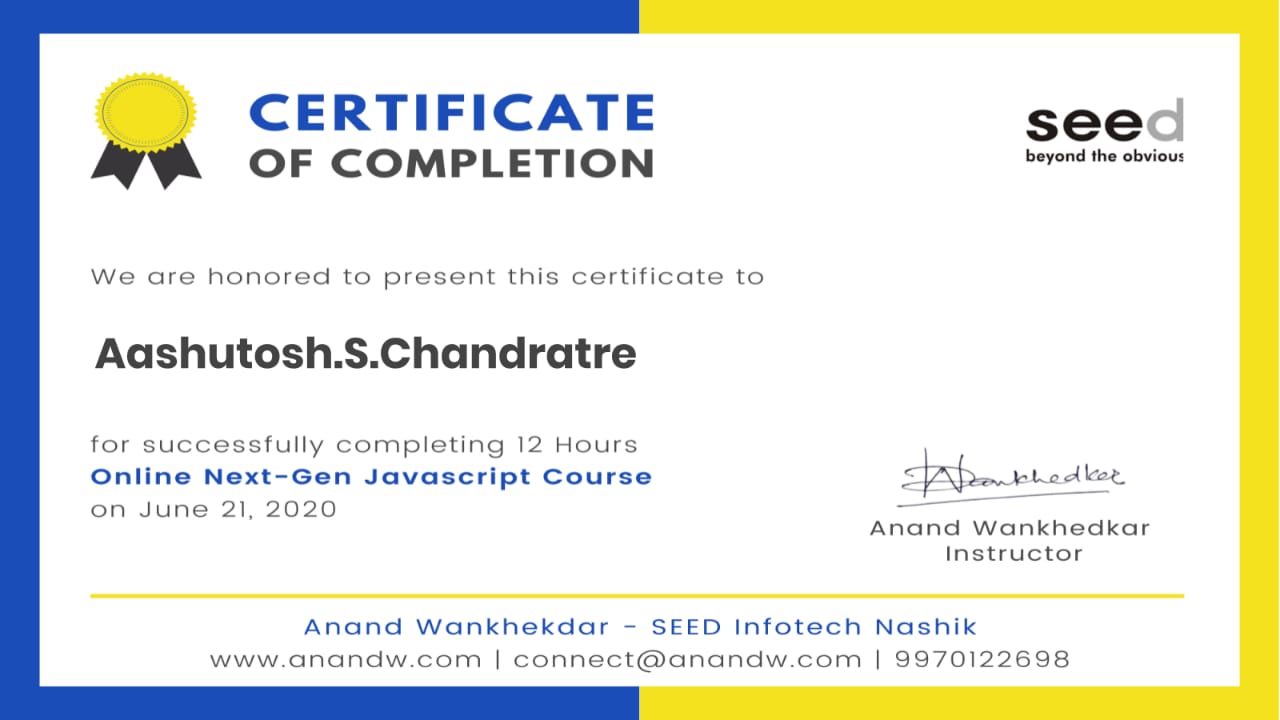 CERTIFICATE
OF COMPLETION
seed
beyond the obvious
We are honored to present this certificate to
Aashutosh.S.Chandratre
for successfully completing 12 Hours
Online Next-Gen Javascript Course
on June 21, 2020
Wankhedkar
Anand Wankhedkar
Instructor
Anand Wankhekdar - SEED Infotech Nashik
www.anandw.com | connect@anandw.com | 9970122698